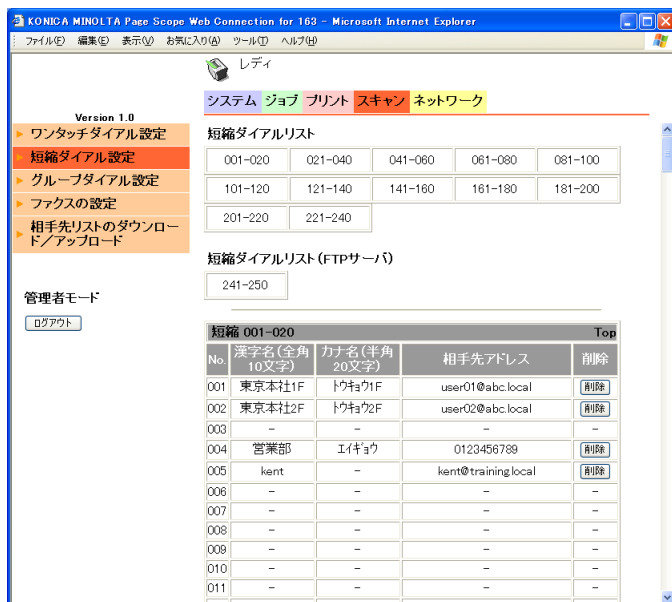 KONICA MINOLTA Page Scope Web Connection for 163 - Microsoft Internet Explorer
ファイル(F) 編集(E) 表示(V) お気に入り(A) ツール(T) ヘルプ(H)
レディ
システム ジョブ プリント スキャン ネットワーク
Version 1.0
ワンタッチダイアル設定
短縮ダイアル設定
グループダイアル設定
ファクスの設定
相手先リストのダウンロー
ド/アップロード
管理者モード
ログアウト
短縮ダイアルリスト
001-020 021-040 041-060 061-080 081-100
101-120 121-140 141-160 161-180 181-200
201-220 221-240
短縮ダイアルリスト(FTPサーバ)
241-250
短縮 001-020 Top
No. 漢字名(全角10文字) カナ名(半角20文字) 相手先アドレス 削除
001 東京本社1F トウキョウ1F user01@abc.local 削除
002 東京本社2F トウキョウ2F user02@abc.local 削除
003 - - - -
004 営業部 エイギョウ 0123456789 削除
005 kent - kent@training.local 削除
006 - - - -
007 - - - -
008 - - - -
009 - - - -
010 - - - -
011 - - - -